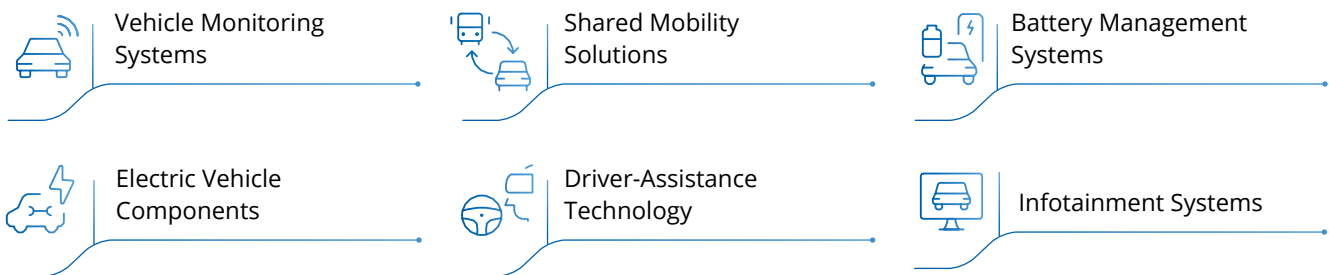 Vehicle Monitoring
Systems
Shared Mobility
Solutions
Battery Management
Systems
Electric Vehicle
Components
Driver-Assistance
Technology
Infotainment Systems